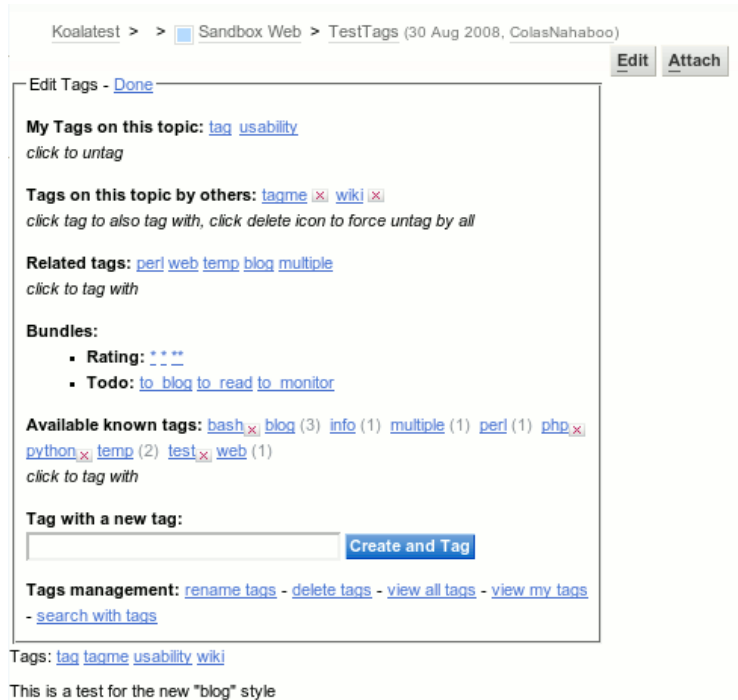 Koalatest > > Sandbox Web > TestTags (30 Aug 2008, ColasNahaboo)
Edit Attach
Edit Tags - Done
My Tags on this topic: tag usability
click to untag
Tags on this topic by others: tagme wiki
click tag to also tag with, click delete icon to force untag by all
Related tags: perl web temp blog multiple
click to tag with
Bundles:
Rating: * * **
Todo: to_blog to_read to_monitor
Available known tags: bash blog (3) info (1) multiple (1) perl (1) php
python temp (2) test web (1)
click to tag with
Tag with a new tag:
Create and Tag
Tags management: rename tags - delete tags - view all tags - view my tags
- search with tags
Tags: tag tagme usability wiki
This is a test for the new "blog" style